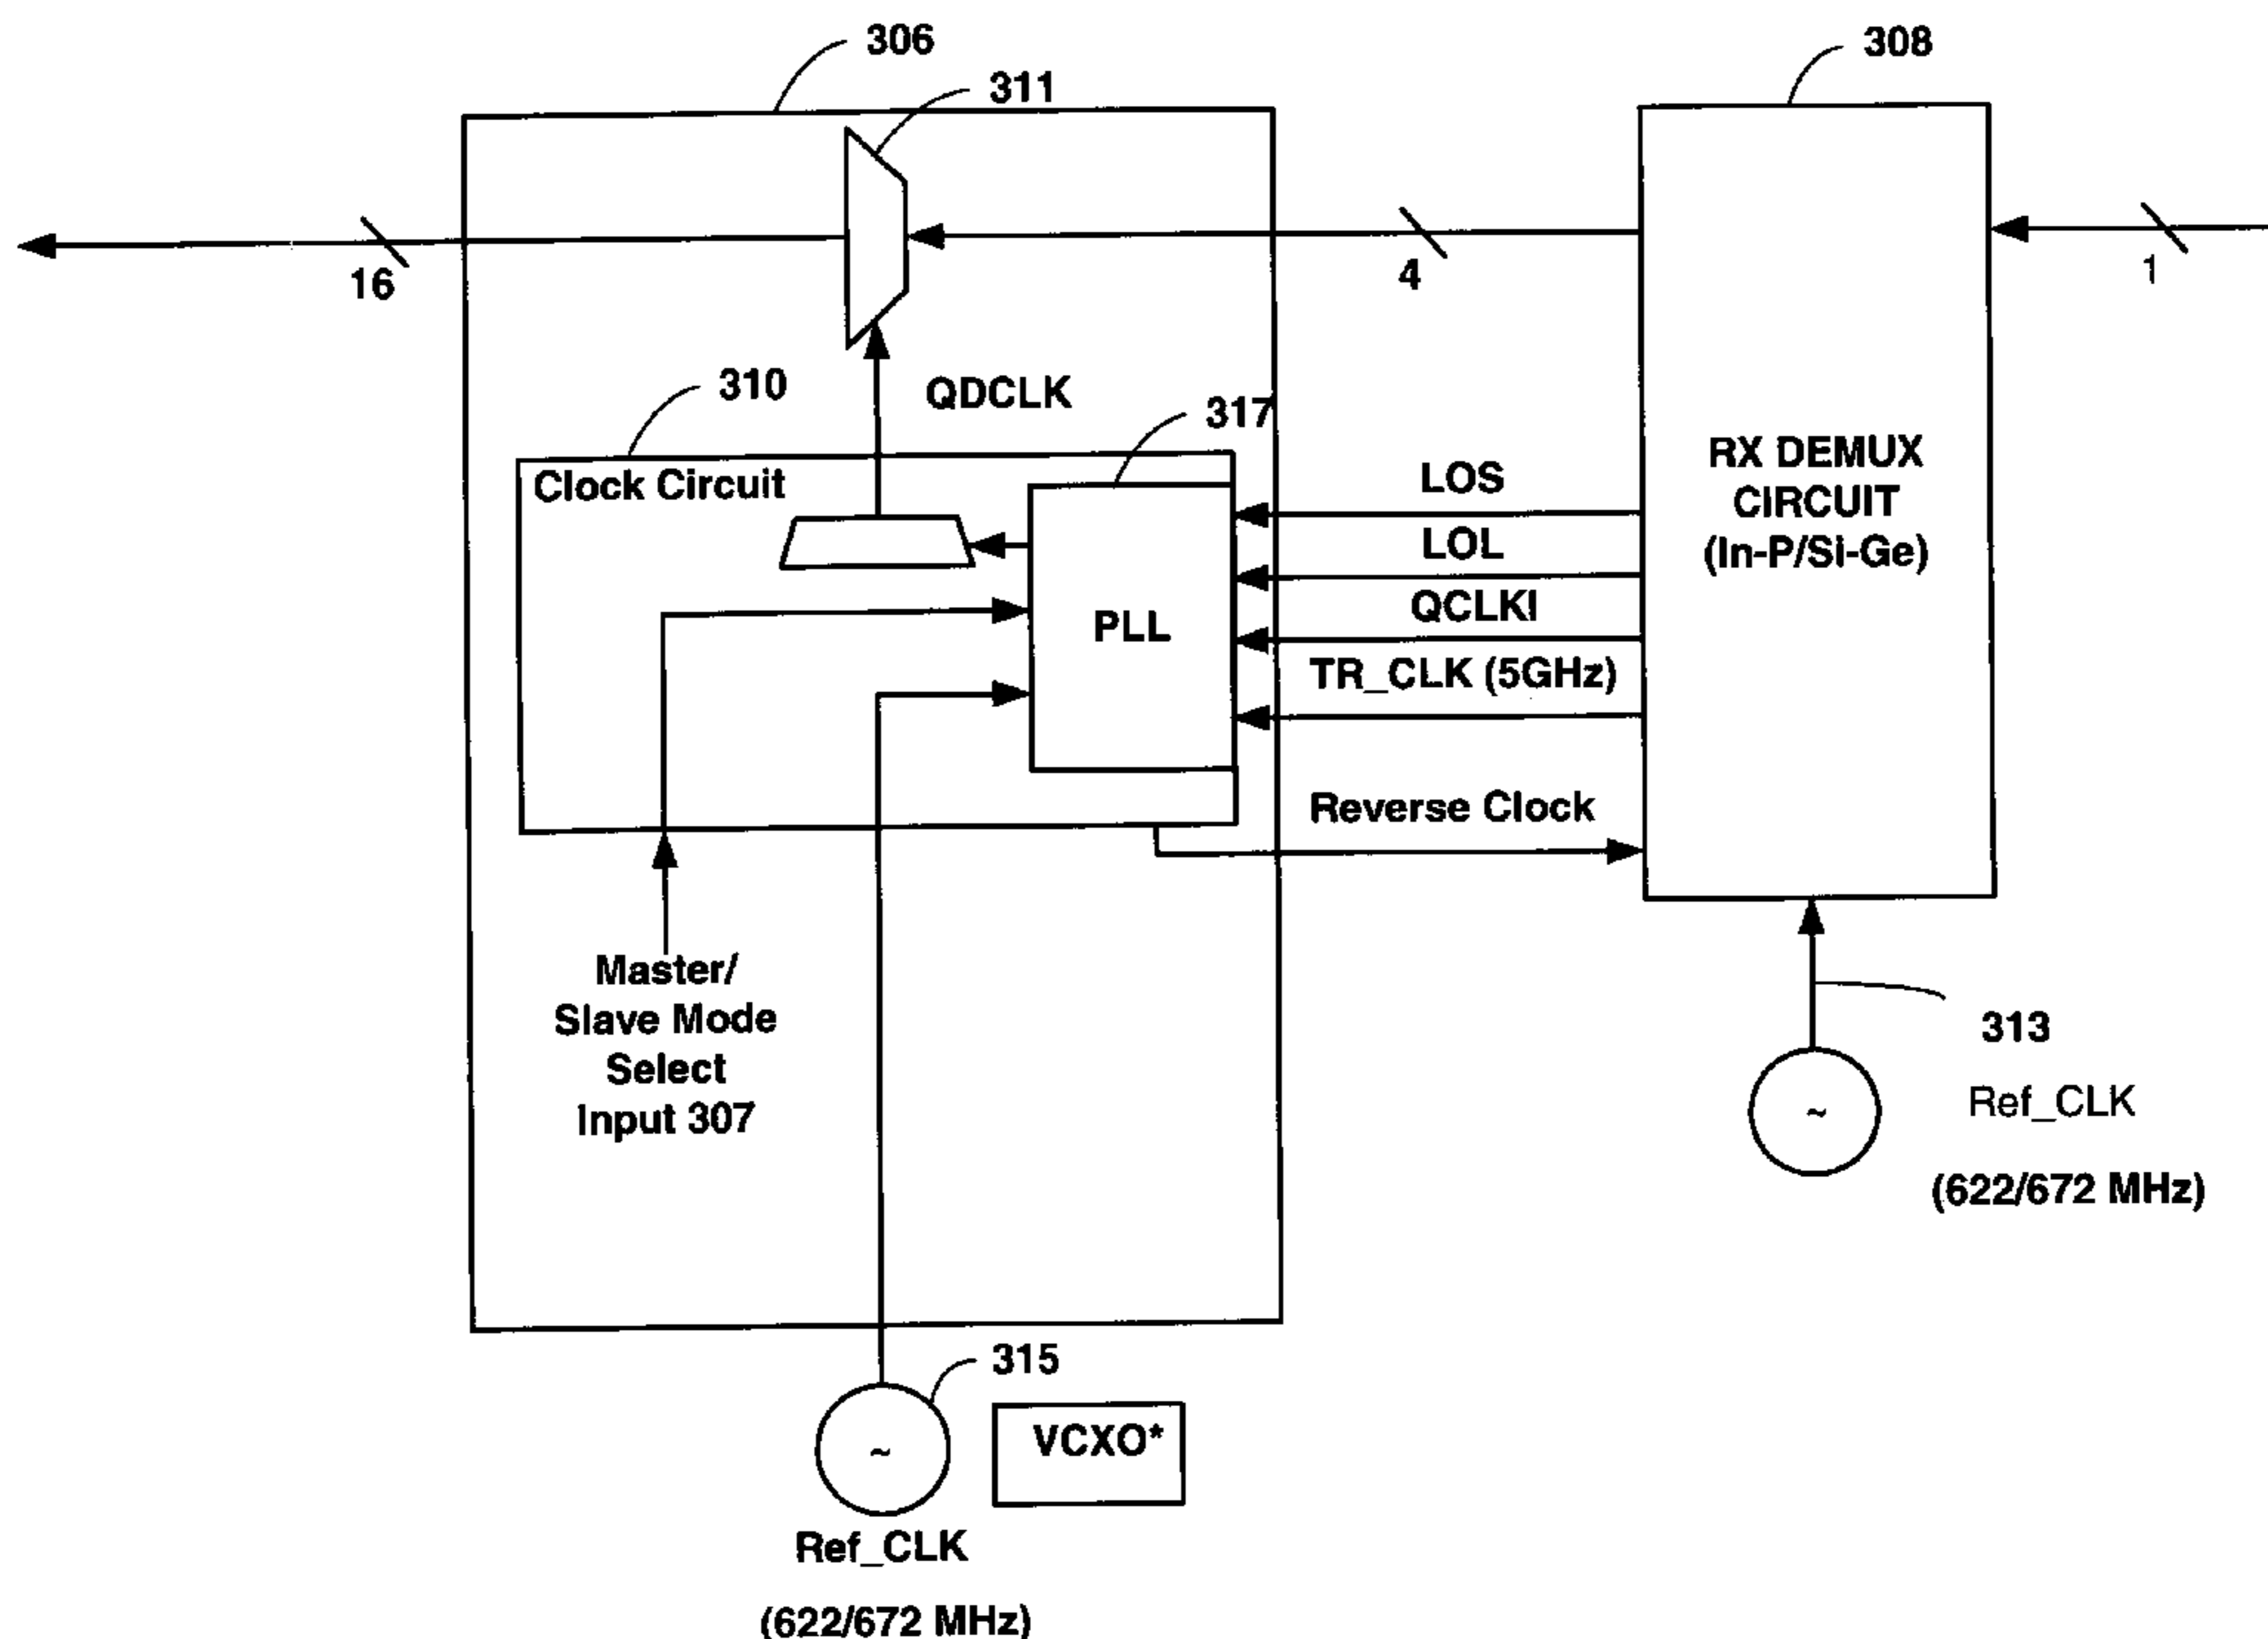 306
308
311
16
4
1
310
QDCLK
317
Clock Circuit
LOS
RX DEMUX
CIRCUIT
(In-P/Si-Ge)
LOL
QCLKI
PLL
TR_CLK (5GHz)
Reverse Clock
Master/
Slave Mode
Select
Input 307
313
~
Ref_CLK
(622/672 MHz)
315
~
VCXO*
Ref_CLK
(622/672 MHz)